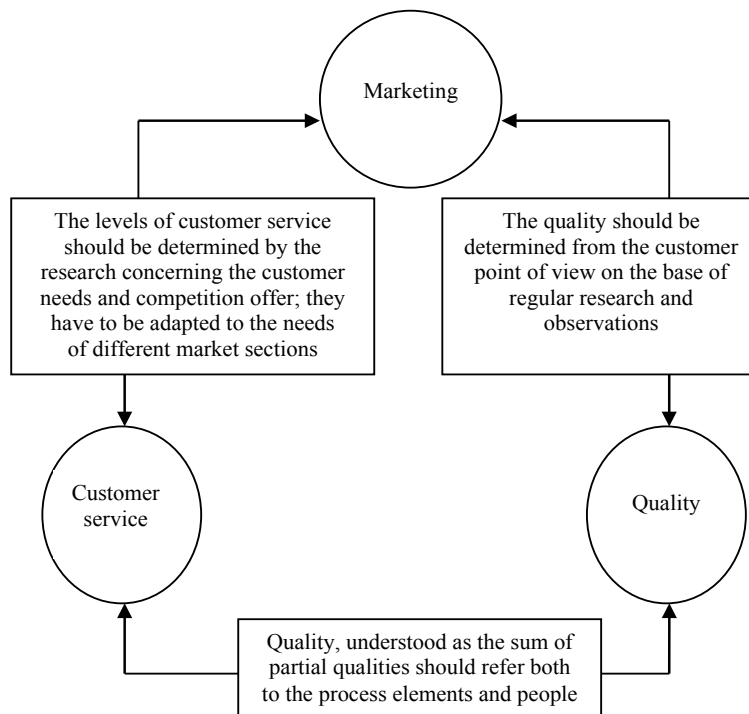 Marketing
The levels of customer service
should be determined by the
research concerning the customer
needs and competition offer; they
have to be adapted to the needs
of different market sections
The quality should be
determined from the customer
point of view on the base of
regular research and
observations
Customer
service
Quality
Quality, understood as the sum of
partial qualities should refer both
to the process elements and people